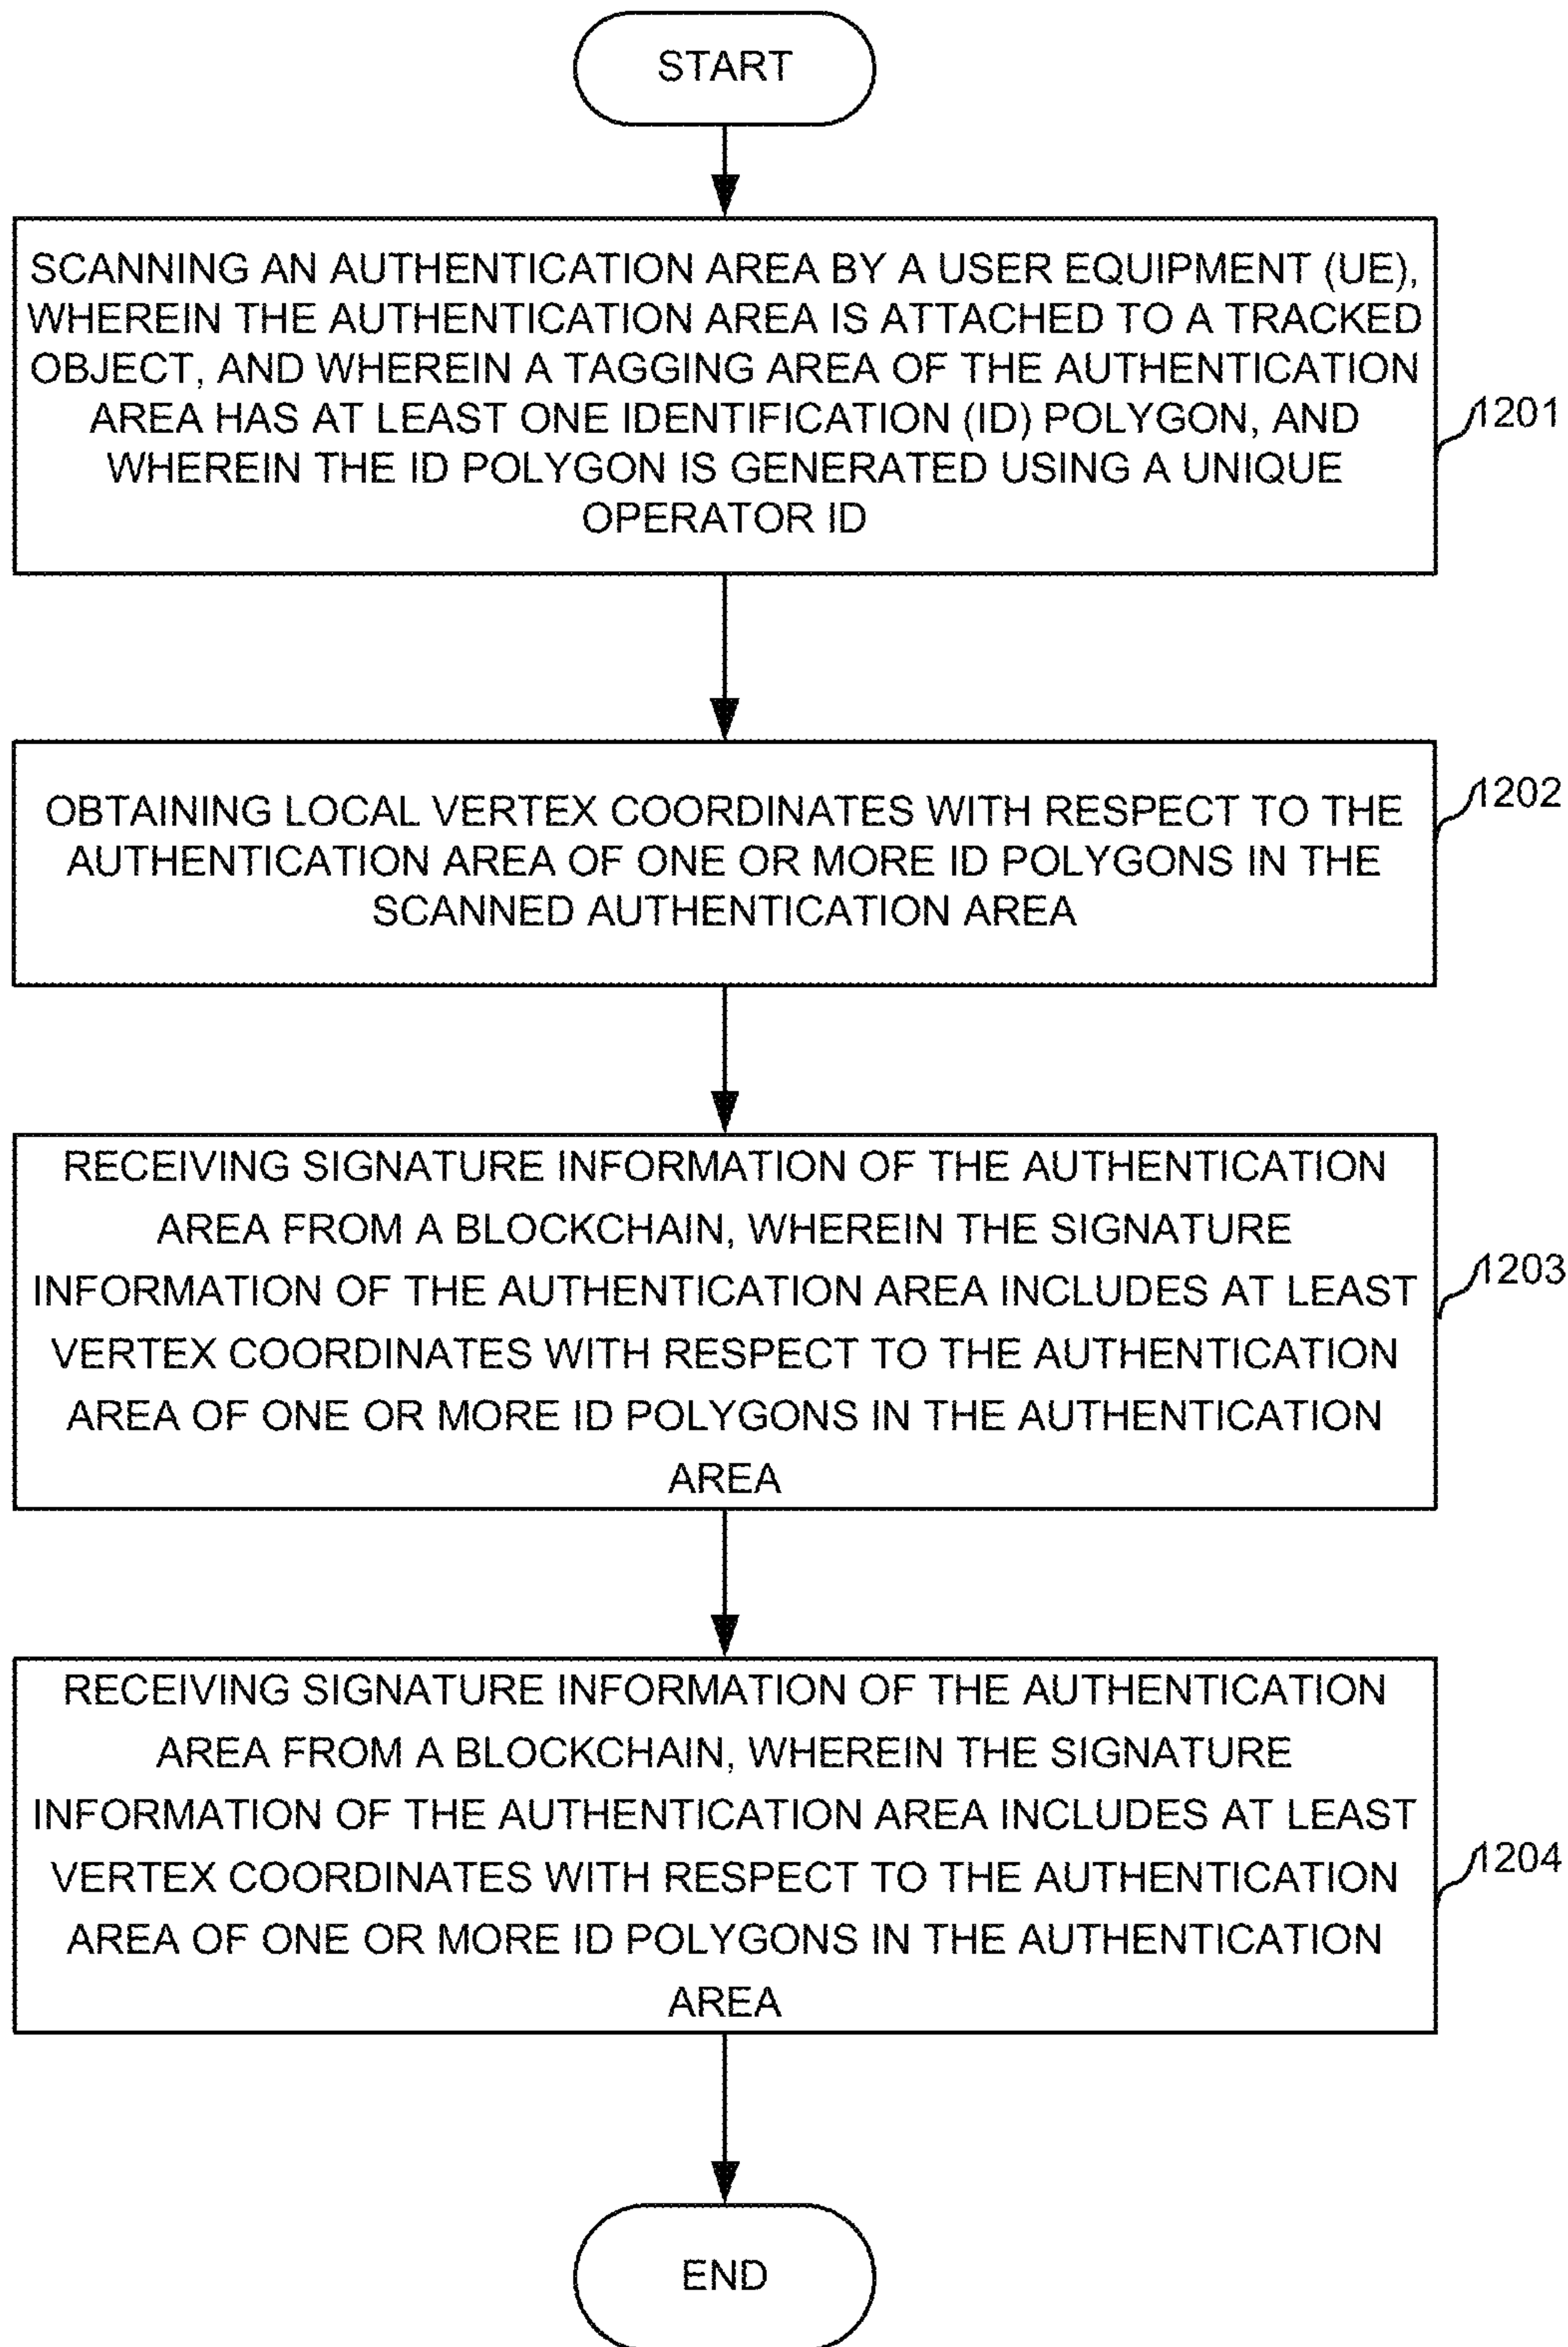 START
SCANNING AN AUTHENTICATION AREA BY A USER EQUIPMENT (UE),
WHEREIN THE AUTHENTICATION AREA IS ATTACHED TO A TRACKED
OBJECT, AND WHEREIN A TAGGING AREA OF THE AUTHENTICATION
AREA HAS AT LEAST ONE IDENTIFICATION (ID) POLYGON, AND
WHEREIN THE ID POLYGON IS GENERATED USING A UNIQUE
OPERATOR ID
1201
OBTAINING LOCAL VERTEX COORDINATES WITH RESPECT TO THE
AUTHENTICATION AREA OF ONE OR MORE ID POLYGONS IN THE
SCANNED AUTHENTICATION AREA
1202
RECEIVING SIGNATURE INFORMATION OF THE AUTHENTICATION
AREA FROM A BLOCKCHAIN, WHEREIN THE SIGNATURE
INFORMATION OF THE AUTHENTICATION AREA INCLUDES AT LEAST
VERTEX COORDINATES WITH RESPECT TO THE AUTHENTICATION
AREA OF ONE OR MORE ID POLYGONS IN THE AUTHENTICATION
AREA
1203
RECEIVING SIGNATURE INFORMATION OF THE AUTHENTICATION
AREA FROM A BLOCKCHAIN, WHEREIN THE SIGNATURE
INFORMATION OF THE AUTHENTICATION AREA INCLUDES AT LEAST
VERTEX COORDINATES WITH RESPECT TO THE AUTHENTICATION
AREA OF ONE OR MORE ID POLYGONS IN THE AUTHENTICATION
AREA
1204
END